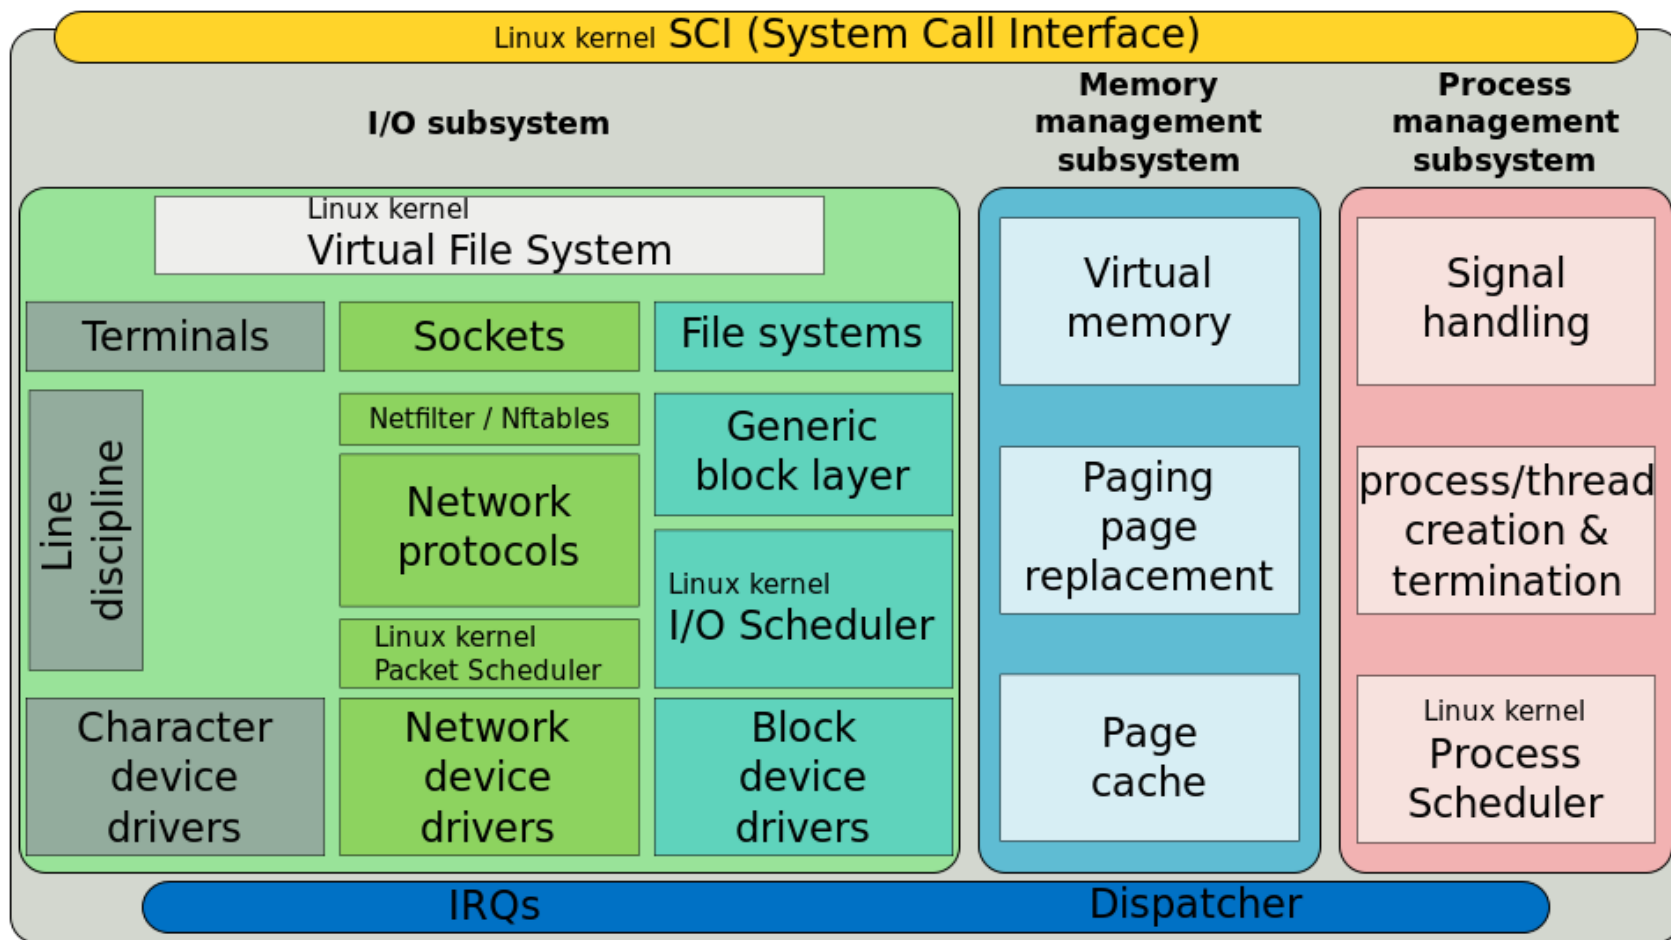 Linux kernel SCI (System Call Interface)
I/O subsystem
Memory
management
subsystem
Process
management
subsystem
Linux kernel
Virtual File System
Terminals
Sockets
File systems
Line
discipline
Netfilter / Nftables
Network
protocols
Linux kernel
Packet Scheduler
Generic
block layer
Linux kernel
I/O Scheduler
Character
device
drivers
Network
device
drivers
Block
device
drivers
Virtual
memory
Paging
page
replacement
Page
cache
Signal
handling
process/thread
creation &
termination
Linux kernel
Process
Scheduler
IRQs
Dispatcher